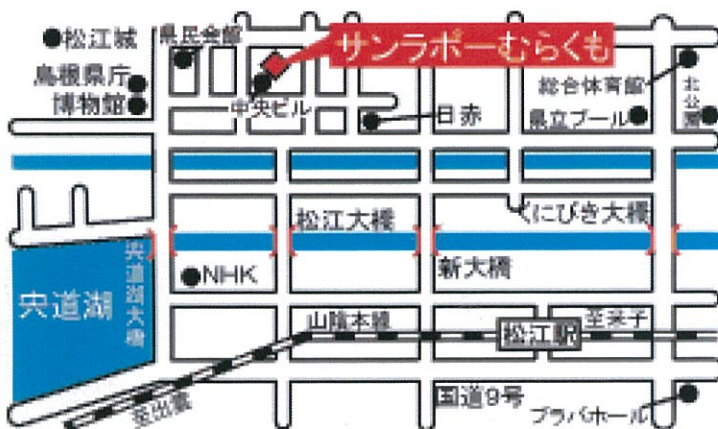 松江城
県民会館
サンラポーむらくも
島根県庁
博物館
中央ビル
日赤
総合体育館
県立プール
北公園
松江大橋
くにびき大橋
宍道湖大橋
新大橋
NHK
宍道湖
山陰本線
松江駅
至米子
至出雲
国道9号
プラバホール